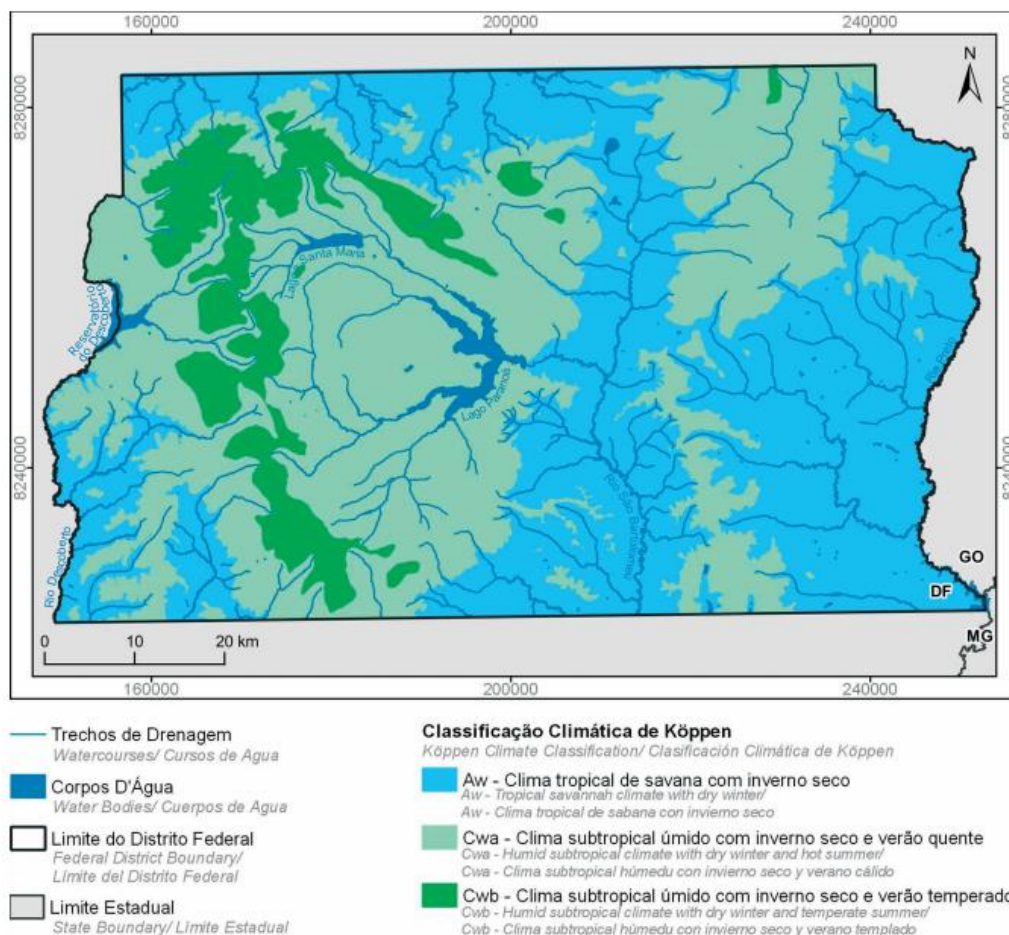 160000
200000
240000
N
8280000
8280000
Lago Santa Maria
Reservatório
do Descoberto
Rio Preto
Lago Paranoá
8240000
8240000
Rio São Bartolomeu
Rio Descoberto
GO
DF
MG
0 10 20 km
160000
200000
240000
Trechos de Drenagem
Watercourses/ Cursos de Agua
Corpos D'Água
Water Bodies/ Cuerpos de Agua
Limite do Distrito Federal
Federal District Boundary/
Límite del Distrito Federal
Limite Estadual
State Boundary/ Límite Estadual
Classificação Climática de Köppen
Köppen Climate Classification/ Clasificación Climática de Köppen
Aw - Clima tropical de savana com inverno seco
Aw - Tropical savannah climate with dry winter/
Aw - Clima tropical de sabana con invierno seco
Cwa - Clima subtropical úmido com inverno seco e verão quente
Cwa - Humid subtropical climate with dry winter and hot summer/
Cwa - Clima subtropical húmedu con invierno seco y verano cálido
Cwb - Clima subtropical úmido com inverno seco e verão temperado
Cwb - Humid subtropical climate with dry winter and temperate summer/
Cwb - Clima subtropical húmedu con invierno seco y verano templado